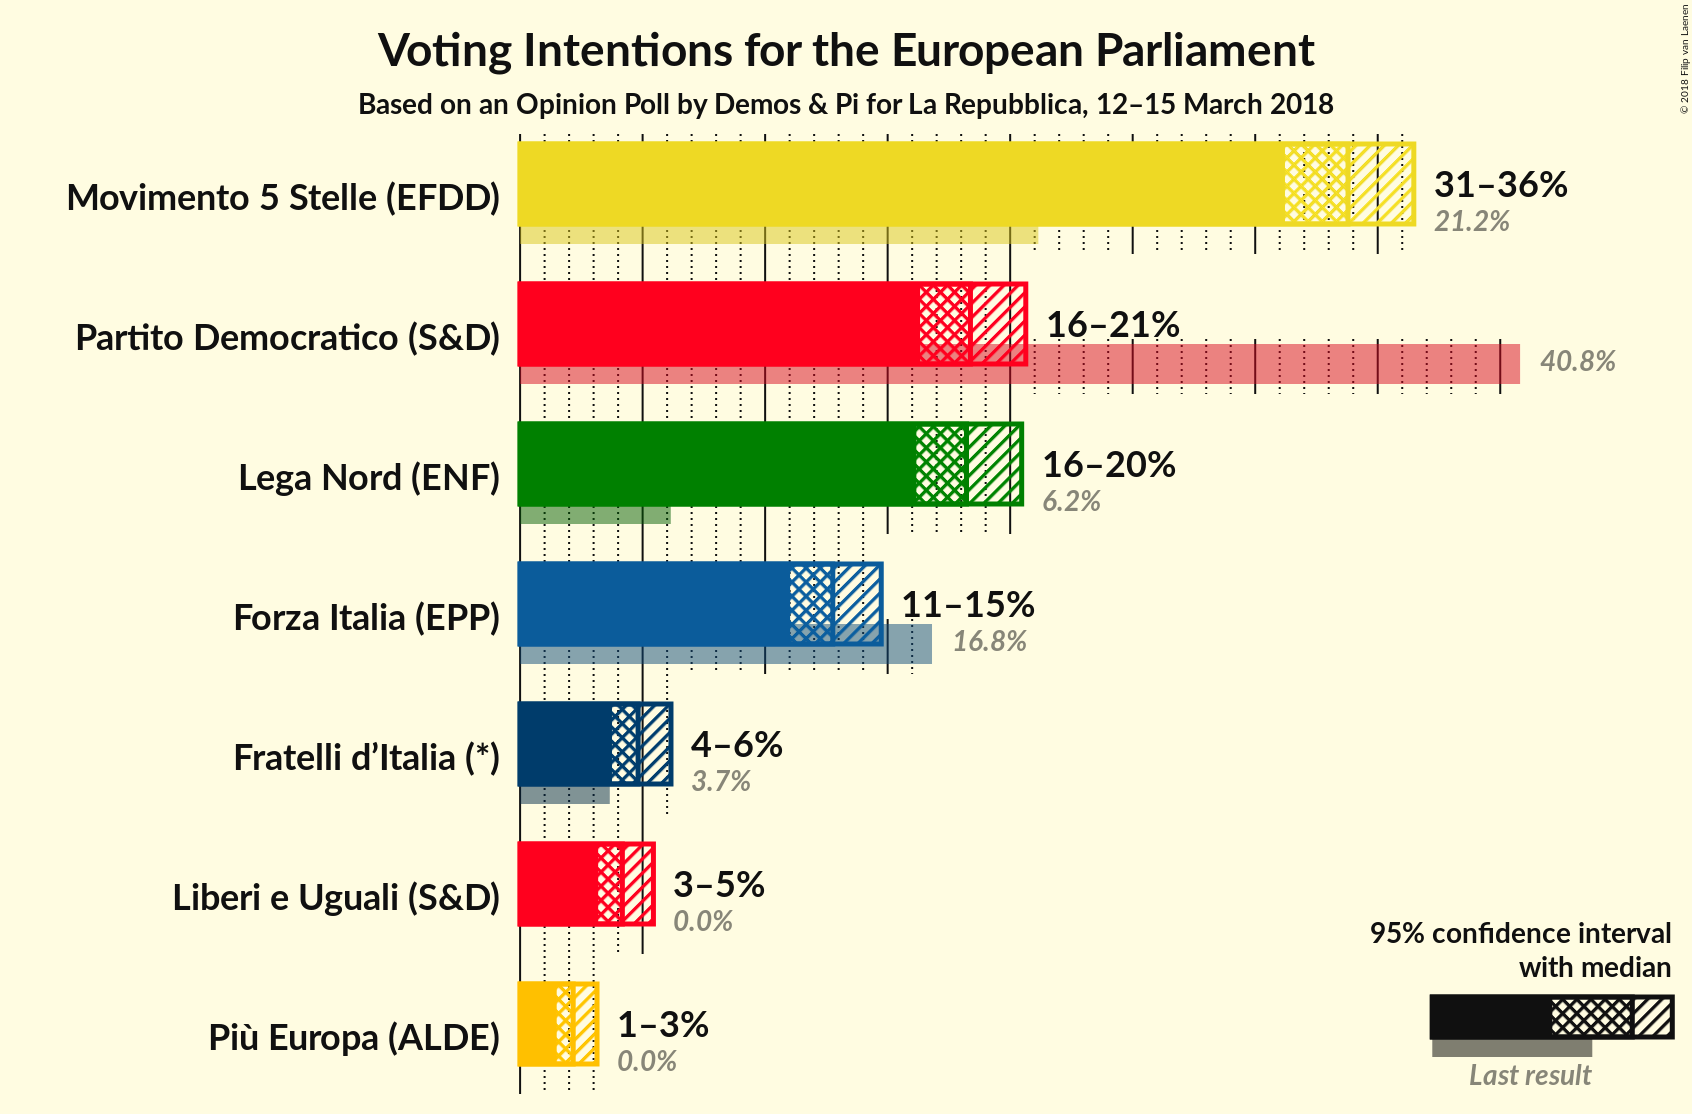 Voting Intentions for the European Parliament
Based on an Opinion Poll by Demos & Pi for La Repubblica, 12–15 March 2018
© 2018 Filip van Laenen
Movimento 5 Stelle (EFDD)
31–36%
21.2%
Partito Democratico (S&D)
16–21%
40.8%
Lega Nord (ENF)
16–20%
6.2%
Forza Italia (EPP)
11–15%
16.8%
Fratelli d’Italia (*)
4–6%
3.7%
Liberi e Uguali (S&D)
3–5%
0.0%
Più Europa (ALDE)
1–3%
0.0%
95% confidence interval
with median
Last result